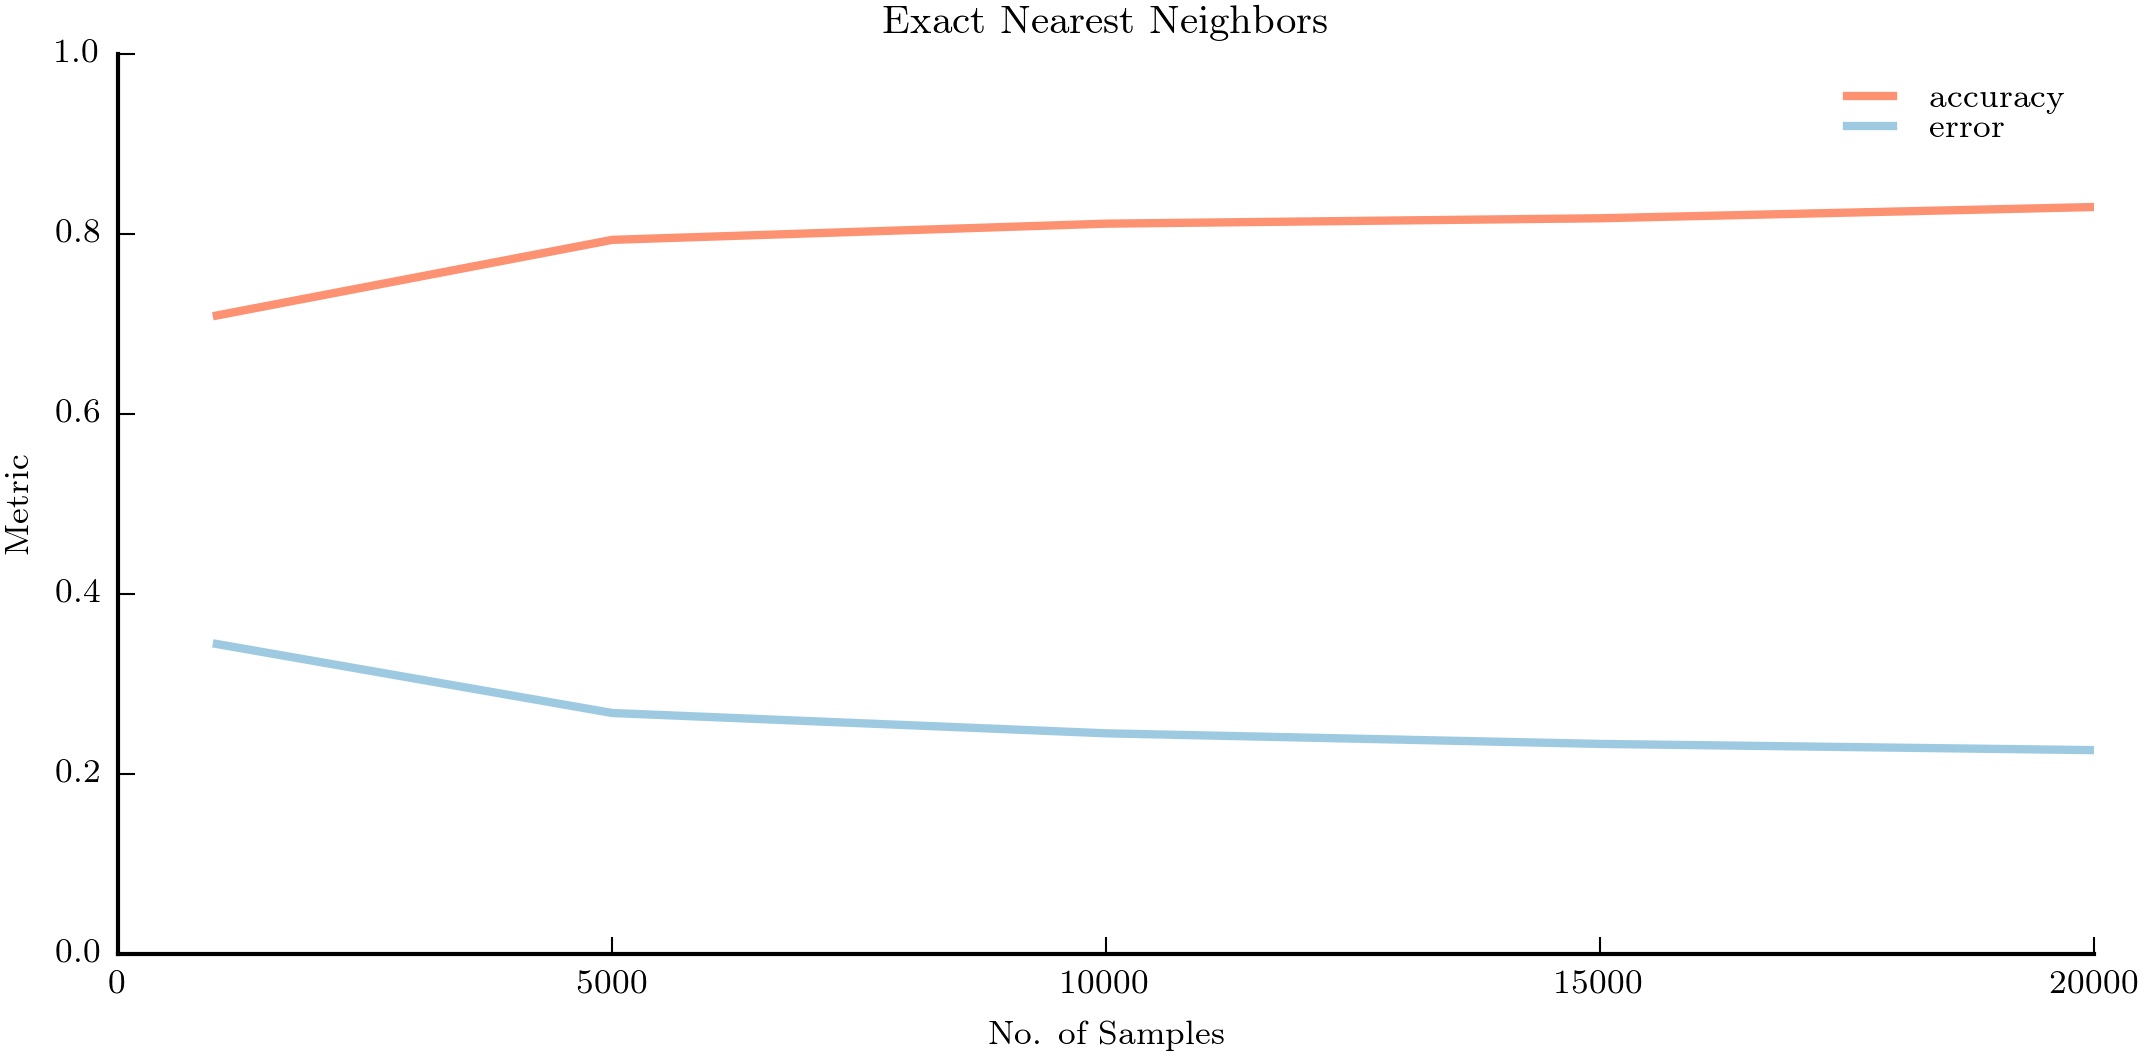 Exact Nearest Neighbors
1.0
accuracy
error
0.8
0.6
Metric
0.4
0.2
0.0
0 5000 10000 15000 20000
No. of Samples